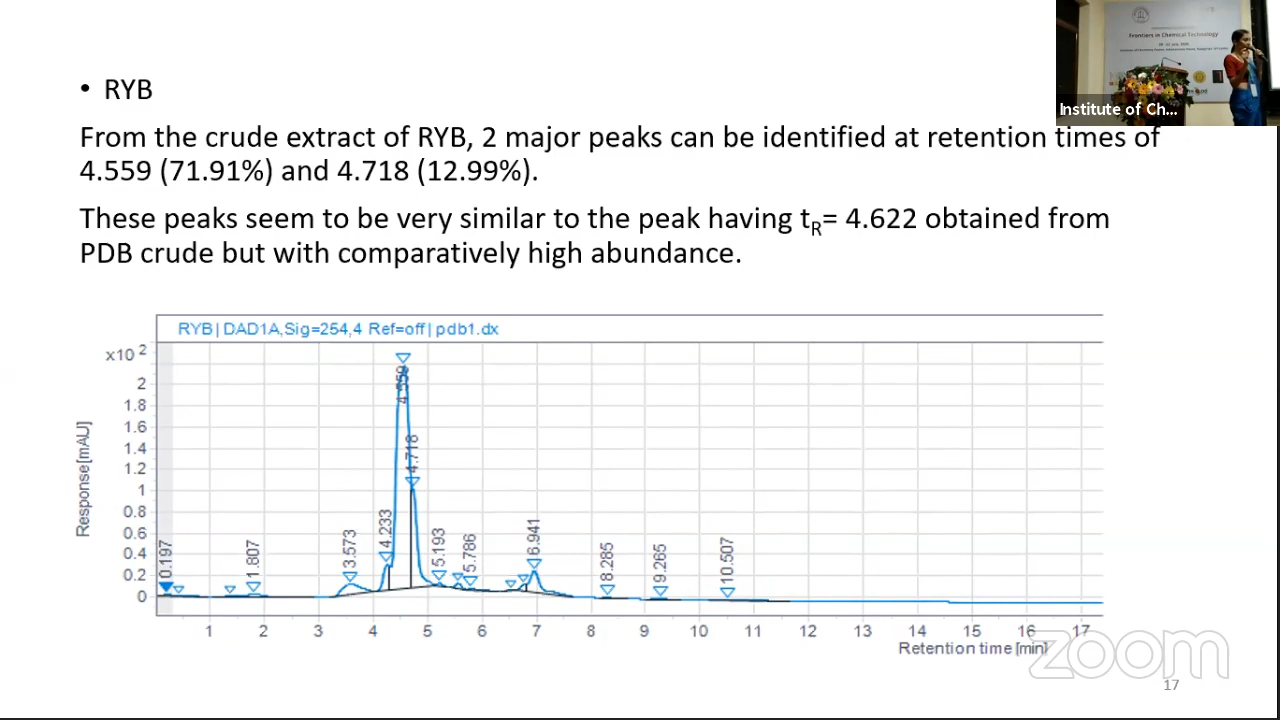 • RYB
From the crude extract of RYB, 2 major peaks can be identified at retention times of
4.559 (71.91%) and 4.718 (12.99%).
These peaks seem to be very similar to the peak having tR= 4.622 obtained from
PDB crude but with comparatively high abundance.
Frontiers in Chemical Technology
Institute of Ch...
RYB | DAD1A,Sig=254,4 Ref=off | pdb1.dx
x10 2
2
1.8
1.6
1.4
1.2
1
0.8
0.6
0.4
0.2
0
Response [mAU]
0.197
1.807
3.573
4.233
4.559
4.718
5.193
5.786
6.941
8.285
9.265
10.507
1 2 3 4 5 6 7 8 9 10 11 12 13 14 15 16 17
Retention time [min]
zoom
17